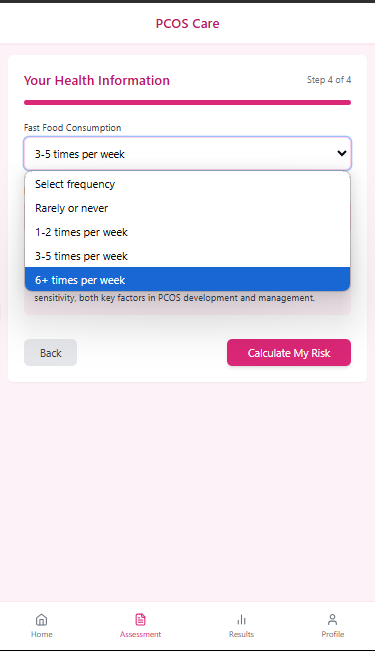 PCOS Care
Your Health Information
Step 4 of 4
Fast Food Consumption
3-5 times per week
Select frequency
Rarely or never
1-2 times per week
3-5 times per week
6+ times per week
sensitivity, both key factors in PCOS development and management.
Back
Calculate My Risk
Home
Assessment
Results
Profile